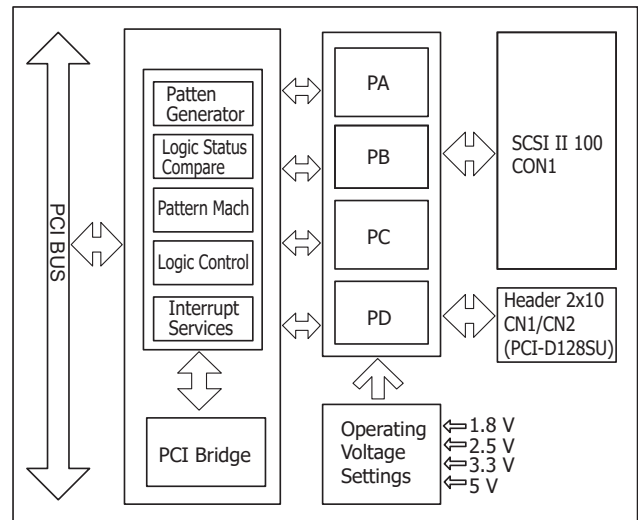 PCI BUS
Patten
Generator
Logic Status
Compare
Pattern Mach
Logic Control
Interrupt
Services
PCI Bridge
PA
PB
PC
PD
Operating
Voltage
Settings
1.8 V
2.5 V
3.3 V
5 V
SCSI II 100
CON1
Header 2x10
CN1/CN2
(PCI-D128SU)